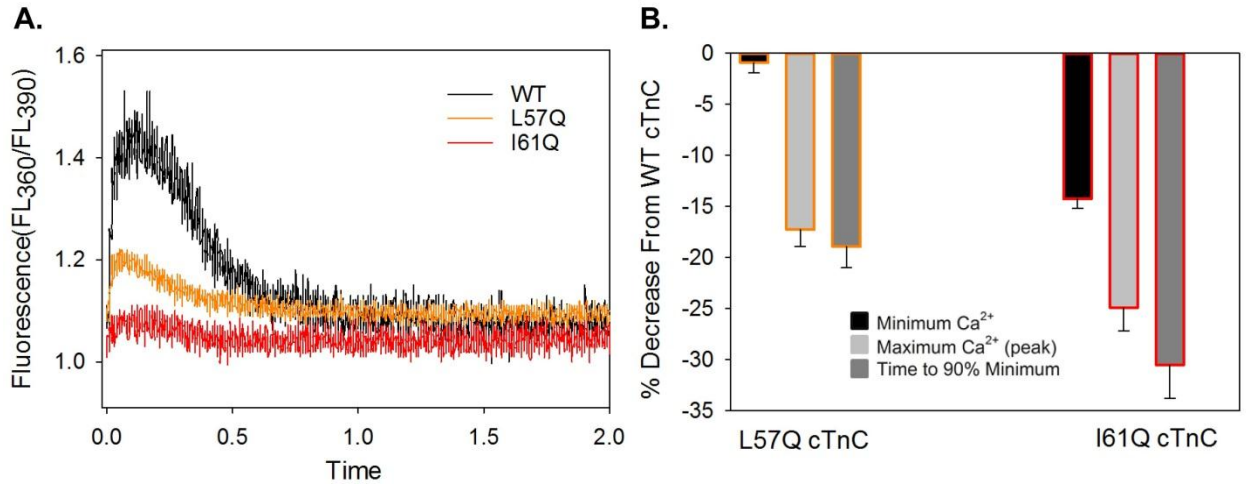 A.
1.6
1.4
1.2
1.0
Fluorescence(FL360/FL390)
WT
L57Q
I61Q
0.0 0.5 1.0 1.5 2.0
Time
B.
0
-5
-10
-15
-20
-25
-30
-35
% Decrease From WT cTnC
Minimum Ca2+
Maximum Ca2+ (peak)
Time to 90% Minimum
L57Q cTnC I61Q cTnC